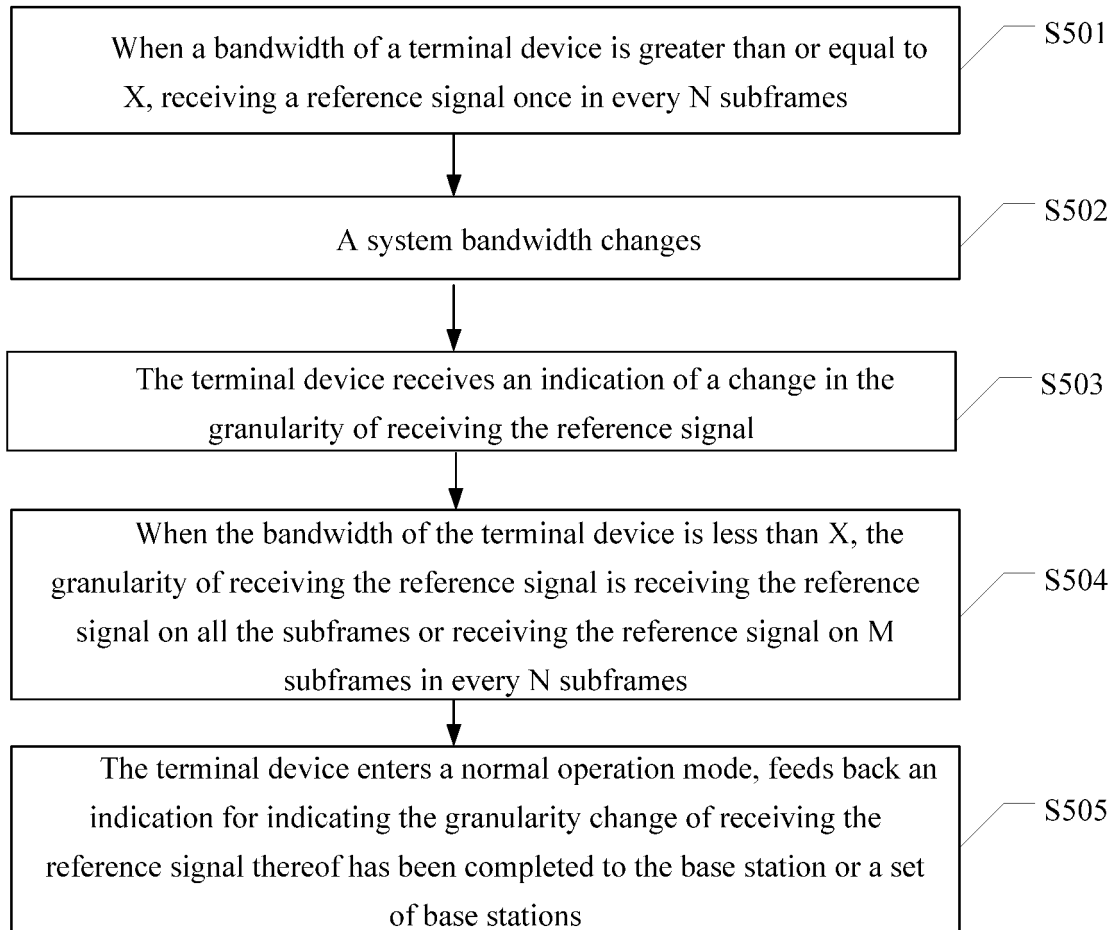 When a bandwidth of a terminal device is greater than or equal to
X, receiving a reference signal once in every N subframes
S501
A system bandwidth changes
S502
The terminal device receives an indication of a change in the
granularity of receiving the reference signal
S503
When the bandwidth of the terminal device is less than X, the
granularity of receiving the reference signal is receiving the reference
signal on all the subframes or receiving the reference signal on M
subframes in every N subframes
S504
The terminal device enters a normal operation mode, feeds back an
indication for indicating the granularity change of receiving the
reference signal thereof has been completed to the base station or a set
of base stations
S505